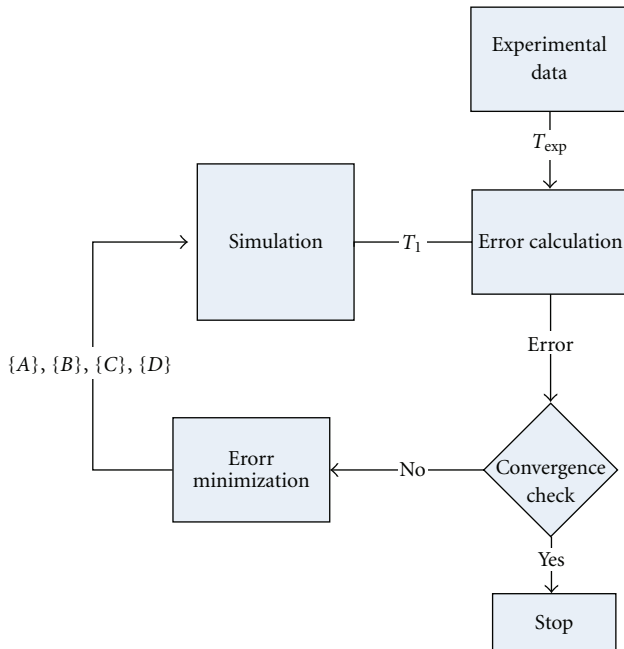 Experimental
data
T_exp
Simulation
T_1
Error calculation
Error
{A}, {B}, {C}, {D}
Erorr
minimization
No
Convergence
check
Yes
Stop